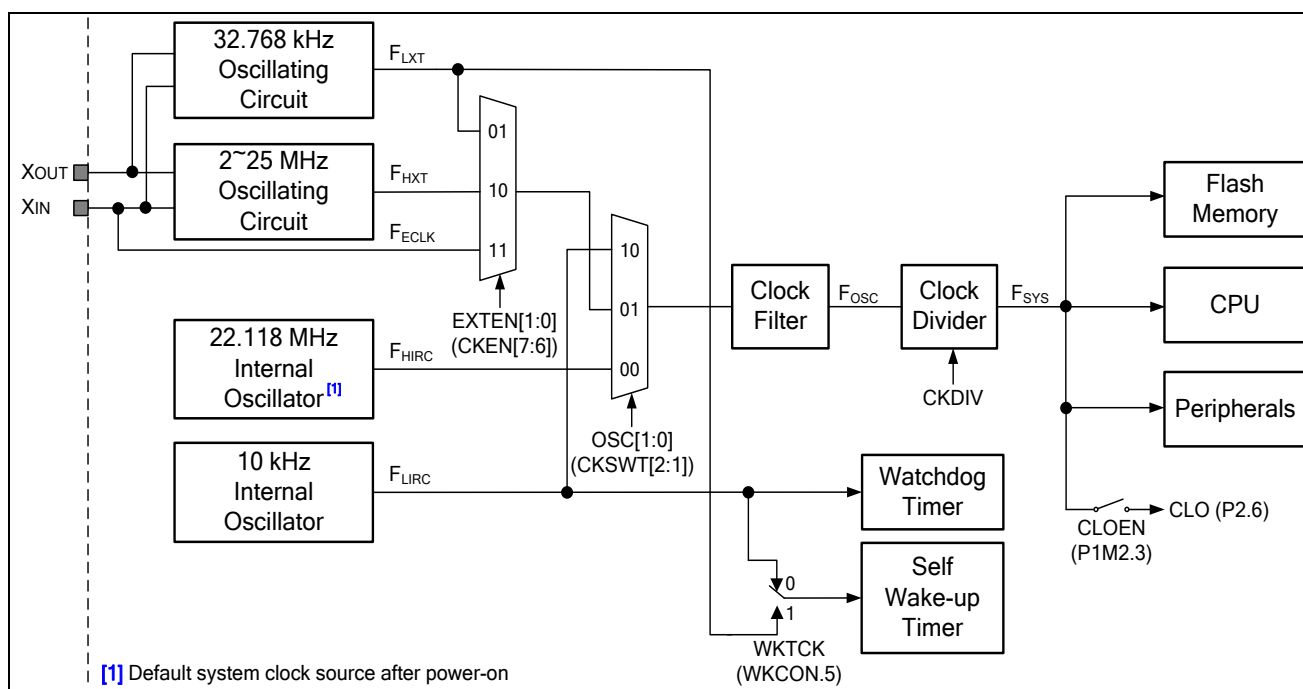 32.768 kHz
Oscillating
Circuit
FLXT
01
XOUT
XIN
2~25 MHz
Oscillating
Circuit
FHXT
10
FECLK
11
EXTEN[1:0]
(CKEN[7:6])
22.118 MHz
Internal
Oscillator[1]
FHIRC
10
01
00
OSC[1:0]
(CKSWT[2:1])
10 kHz
Internal
Oscillator
FLIRC
Clock
Filter
FOSC
Clock
Divider
FSYS
CKDIV
Flash
Memory
CPU
Peripherals
CLOEN
(P1M2.3)
CLO (P2.6)
Watchdog
Timer
0
1
WKTCK
(WKCON.5)
Self
Wake-up
Timer
[1] Default system clock source after power-on